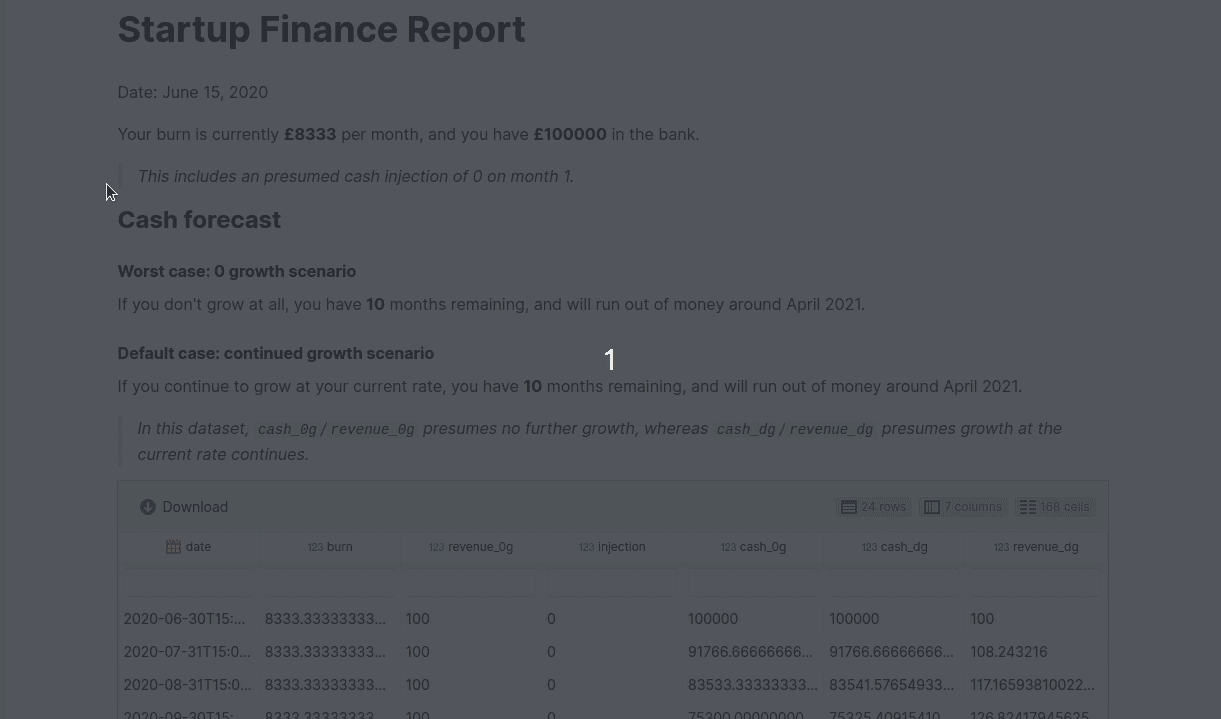 Startup Finance Report
Date: June 15, 2020
Your burn is currently £8333 per month, and you have £100000 in the bank.
This includes an presumed cash injection of 0 on month 1.
Cash forecast
Worst case: 0 growth scenario
If you don't grow at all, you have 10 months remaining, and will run out of money around April 2021.
Default case: continued growth scenario
1
If you continue to grow at your current rate, you have 10 months remaining, and will run out of money around April 2021.
In this dataset, cash_0g / revenue_0g presumes no further growth, whereas cash_dg / revenue_dg presumes growth at the
current rate continues.
Download 24 rows 7 columns 168 cells
date 123 burn 123 revenue_0g 123 injection 123 cash_0g 123 cash_dg 123 revenue_dg
2020-06-30T15:... 8333.33333333... 100 0 100000 100000 100
2020-07-31T15:0... 8333.33333333... 100 0 91766.66666666... 91766.66666666... 108.243216
2020-08-31T15:0... 8333.33333333... 100 0 83533.33333333... 83541.57654933... 117.16593810022...
2020-09-30T15:... 8333.33333333... 100 0 75300.00000000... 75325.40915410... 126.82417945625...